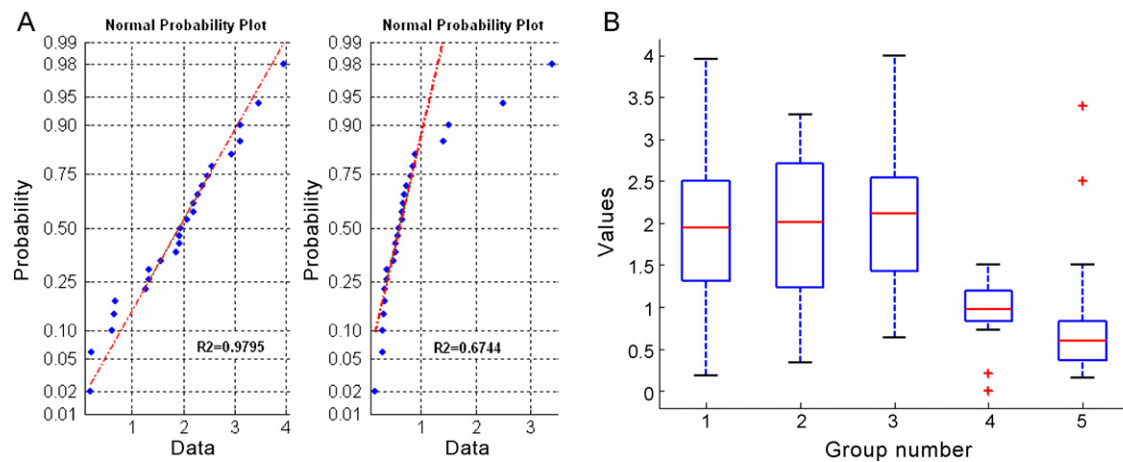 A
Normal Probability Plot
0.99
0.98
0.95
0.90
0.75
0.50
0.25
0.10
0.05
0.02
0.01
Probability
R2=0.9795
1 2 3 4
Data
Normal Probability Plot
0.99
0.98
0.95
0.90
0.75
0.50
0.25
0.10
0.05
0.02
0.01
Probability
R2=0.6744
1 2 3
Data
B
4
3.5
3
2.5
2
1.5
1
0.5
0
Values
1 2 3 4 5
Group number